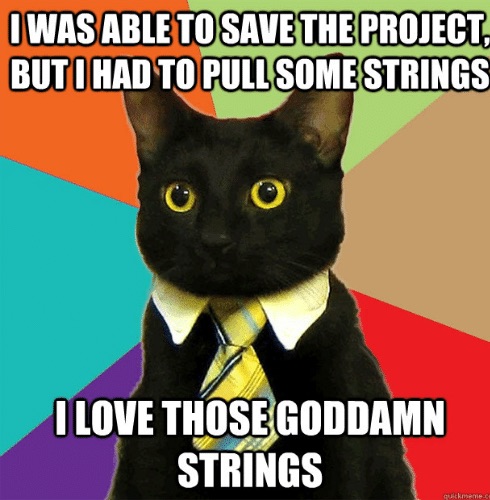 I WAS ABLE TO SAVE THE PROJECT,
BUT I HAD TO PULL SOME STRINGS
I LOVE THOSE GODDAMN
STRINGS